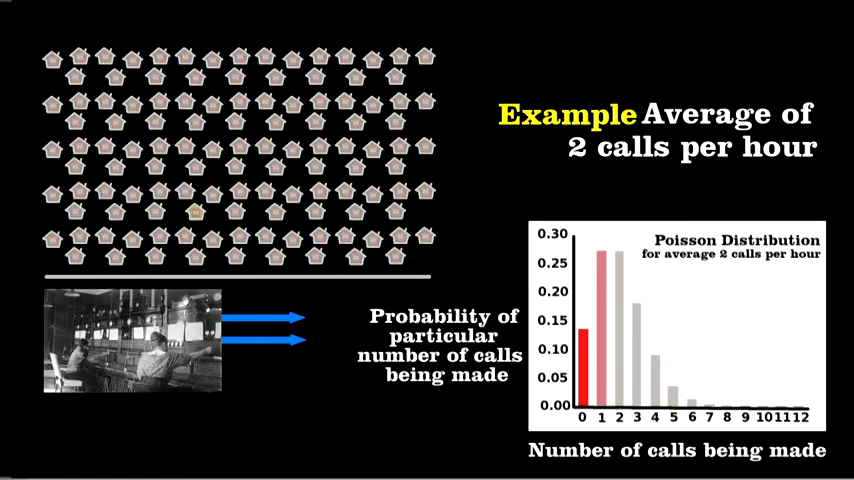 Example Average of
2 calls per hour
Poisson Distribution
for average 2 calls per hour
0.30
0.25
0.20
0.15
0.10
0.05
0.00
0 1 2 3 4 5 6 7 8 9 10 11 12
Probability of
particular
number of calls
being made
Number of calls being made